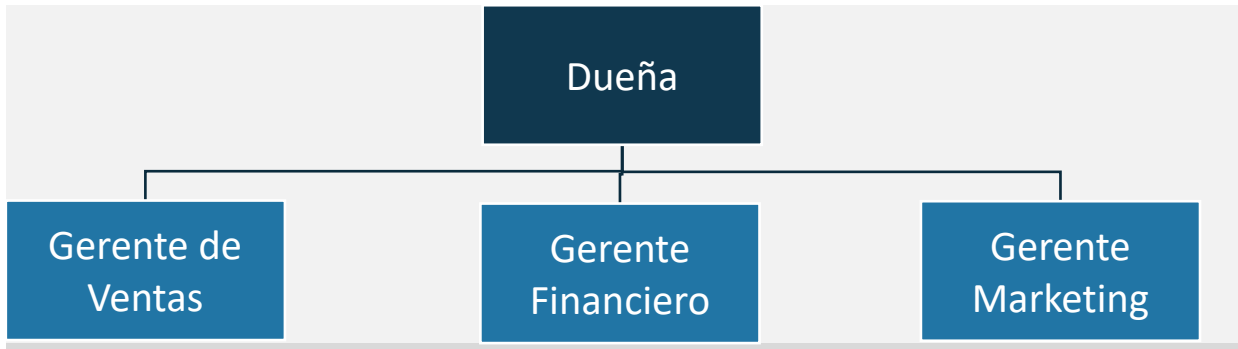 Dueña
Gerente de
Ventas
Gerente
Financiero
Gerente
Marketing